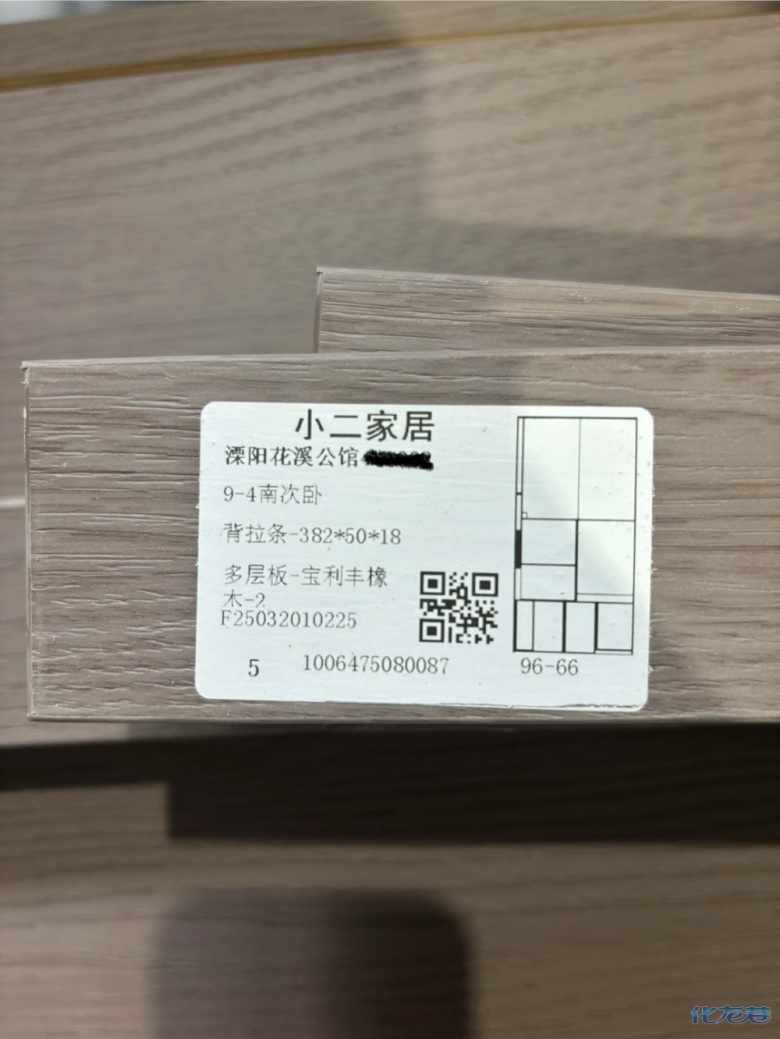 小二家居
溧阳花溪公馆
9-4南次卧
背拉条-382*50*18
多层板-宝利丰橡
木-2
F25032010225
5 1006475080087 96-66
化龙巷